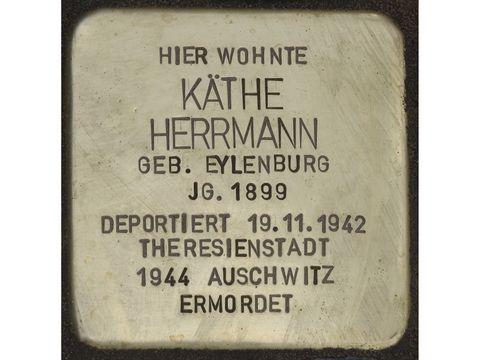 HIER WOHNTE
KÄTHE
HERRMANN
GEB. EYLENBURG
JG. 1899
DEPORTIERT 19.11.1942
THERESIENSTADT
1944 AUSCHWITZ
ERMORDET